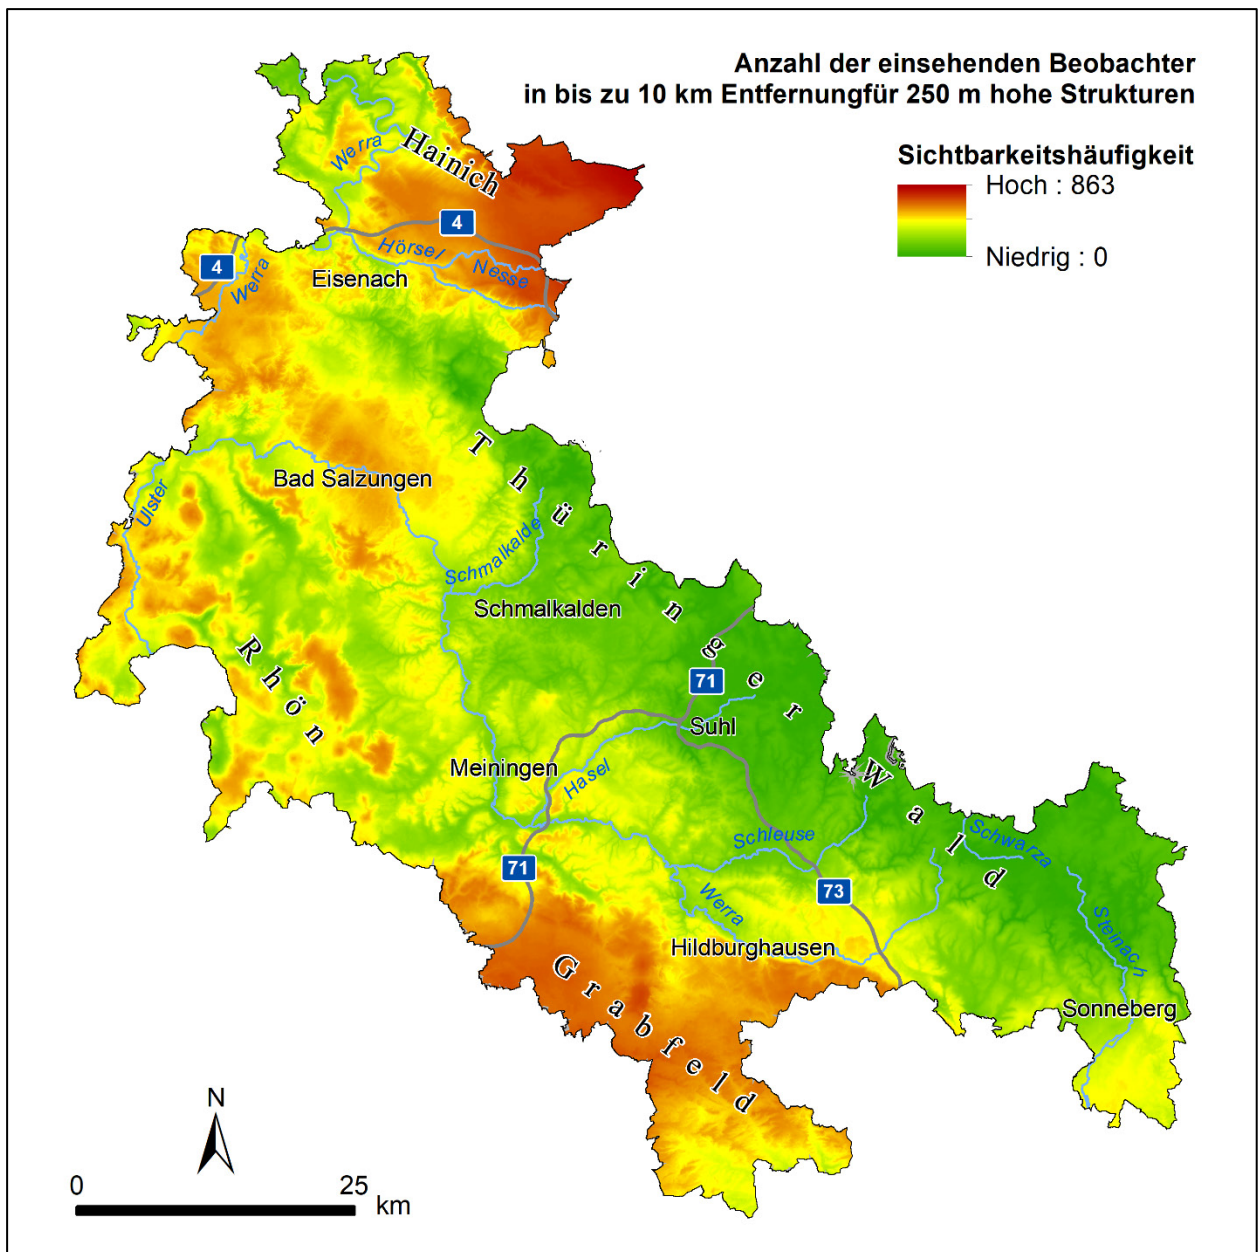 Anzahl der einsehenden Beobachter
in bis zu 10 km Entfernungfür 250 m hohe Strukturen
Sichtbarkeitshäufigkeit
Hoch : 863
Niedrig : 0
Werra
Hainich
4
Hörsel
Nesse
4
Werra
Eisenach
Thüringer Wald
Bad Salzungen
Ulster
Schmalkalde
Schmalkalden
Rhön
71
Suhl
Meiningen
Hasel
Schleuse
Schwarza
71
73
Werra
Steinach
Hildburghausen
Grabfeld
Sonneberg
N
0 25
km